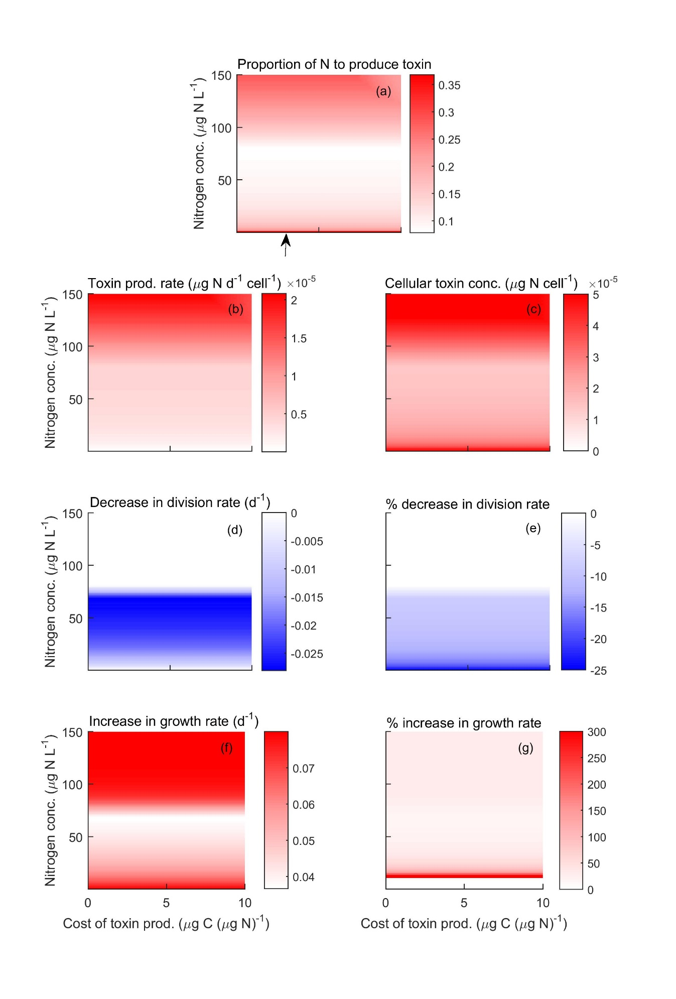 Proportion of N to produce toxin
Nitrogen conc. (μg N L-1)
150
100
50
(a)
0.35
0.3
0.25
0.2
0.15
0.1
Toxin prod. rate (μg N d-1 cell-1) ×10-5
Nitrogen conc. (μg N L-1)
150
100
50
(b)
2
1.5
1
0.5
Cellular toxin conc. (μg N cell-1) ×10-5
(c)
5
4
3
2
1
0
Decrease in division rate (d-1)
Nitrogen conc. (μg N L-1)
150
100
50
(d)
0
-0.005
-0.01
-0.015
-0.02
-0.025
% decrease in division rate
(e)
0
-5
-10
-15
-20
-25
Increase in growth rate (d-1)
Nitrogen conc. (μg N L-1)
150
100
50
(f)
0.07
0.06
0.05
0.04
0 5 10
Cost of toxin prod. (μg C (μg N)-1)
% increase in growth rate
(g)
300
250
200
150
100
50
0
0 5 10
Cost of toxin prod. (μg C (μg N)-1)